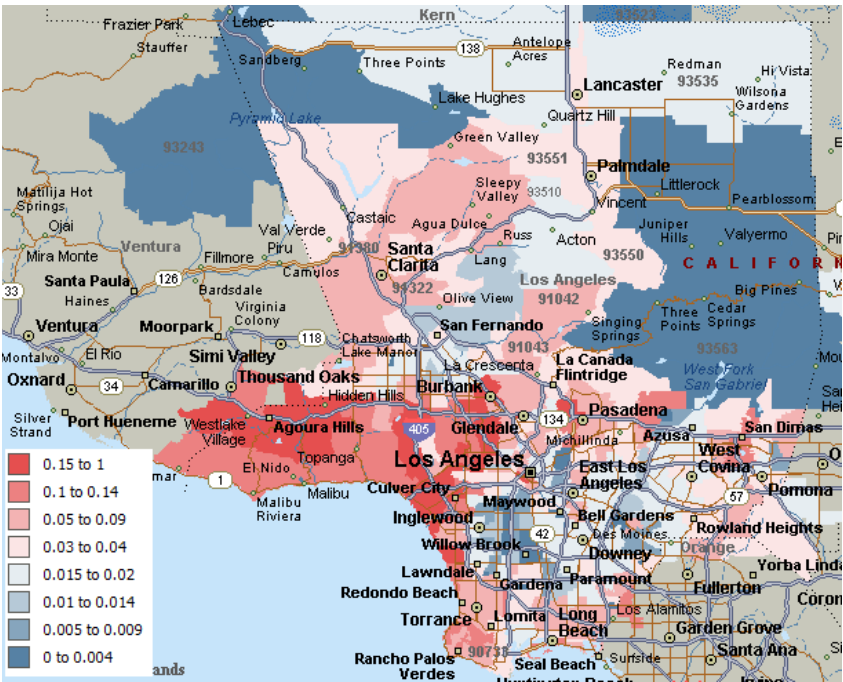 Kern
93523
Frazier Park
Lebec
Stauffer
138
Antelope
Acres
Sandberg
Three Points
Redman
93535
Hi Vista
Lancaster
Wilsona
Gardens
Lake Hughes
Pyramid Lake
Quartz Hill
93243
Green Valley
93551
Palmdale
Matilija Hot
Springs
Sleepy
Valley
93510
Littlerock
Vincent
Pearblossom
Castaic
Ojai
Val Verde
Agua Dulce
Juniper
Hills
Valyermo
Ventura
91380
Santa
Clarita
Russ
Acton
Mira Monte
Fillmore
Piru
Lang
93550
CALIFORN
Santa Paula
126
Camulos
Los Angeles
Bardsdale
91322
91042
Big Pines
33
Haines
Virginia
Colony
Olive View
Three
Points
Cedar
Springs
Ventura
Moorpark
118
San Fernando
Singing
Springs
Chatsworth
Lake Manor
91043
93563
Montalvo
El Rio
Simi Valley
La Crescenta
La Canada
Flintridge
West Fork
San Gabriel
Oxnard
34
Camarillo
Thousand Oaks
Burbank
Hidden Hills
134
Pasadena
Silver
Strand
Port Hueneme
Westlake
Village
Agoura Hills
405
Glendale
Michillinda
Azusa
San Dimas
0.15 to 1
Topanga
Los Angeles
East Los
Angeles
West
Covina
0.1 to 0.14
mar
1
El Nido
Malibu
Culver City
Pomona
0.05 to 0.09
Malibu
Riviera
Maywood
57
Inglewood
Bell Gardens
Rowland Heights
0.03 to 0.04
42
Des Moines
Willow Brook
Downey
Orange
0.015 to 0.02
Lawndale
Gardena
Paramount
Yorba Linda
0.01 to 0.014
Redondo Beach
Fullerton
Coron
0.005 to 0.009
Torrance
Lomita
Long
Beach
Los Alamitos
Garden Grove
0 to 0.004
90738
Rancho Palos
Verdes
Seal Beach
Surfside
Santa Ana
lands